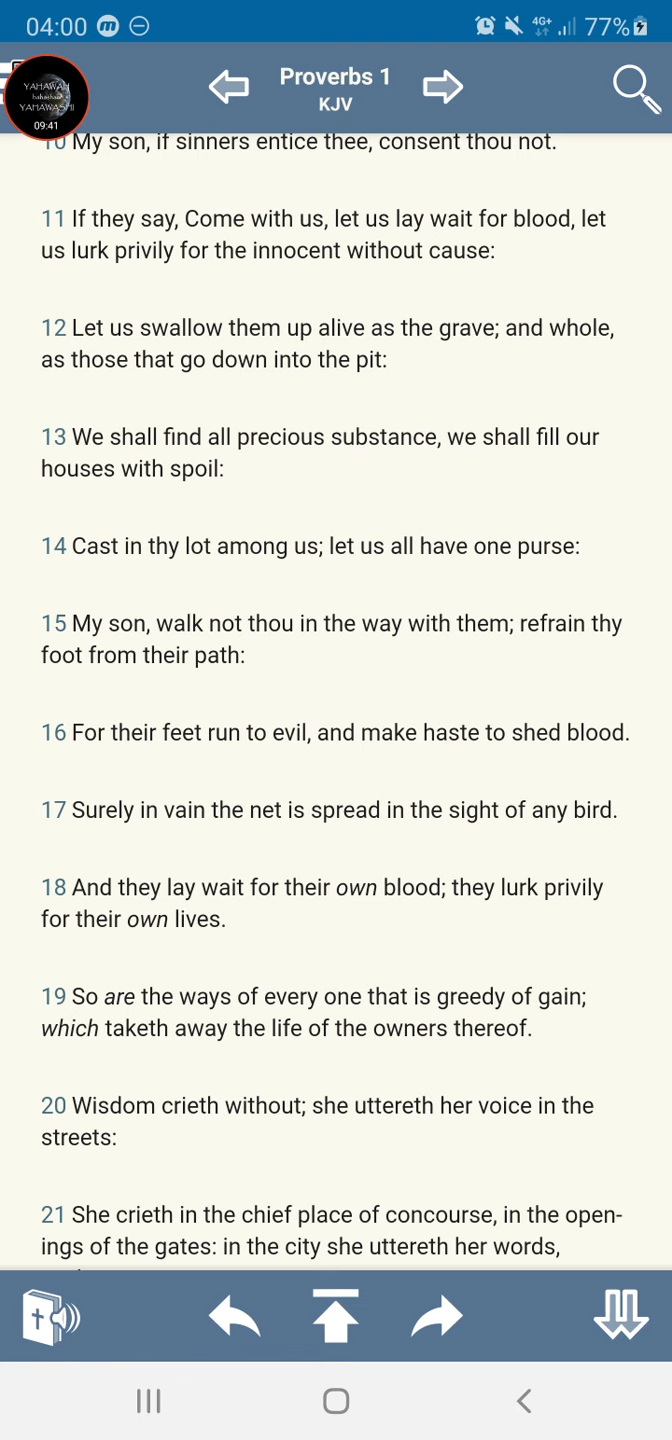 04:00 4G+ 77%
Proverbs 1
KJV
YAHAWAH
bahasham
YAHAWASHI
09:41
10 My son, if sinners entice thee, consent thou not.
11 If they say, Come with us, let us lay wait for blood, let
us lurk privily for the innocent without cause:
12 Let us swallow them up alive as the grave; and whole,
as those that go down into the pit:
13 We shall find all precious substance, we shall fill our
houses with spoil:
14 Cast in thy lot among us; let us all have one purse:
15 My son, walk not thou in the way with them; refrain thy
foot from their path:
16 For their feet run to evil, and make haste to shed blood.
17 Surely in vain the net is spread in the sight of any bird.
18 And they lay wait for their own blood; they lurk privily
for their own lives.
19 So are the ways of every one that is greedy of gain;
which taketh away the life of the owners thereof.
20 Wisdom crieth without; she uttereth her voice in the
streets:
21 She crieth in the chief place of concourse, in the open-
ings of the gates: in the city she uttereth her words,